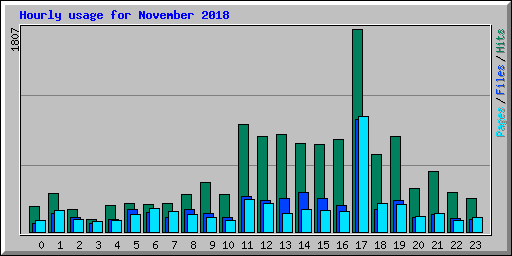 Hourly usage for November 2018
1807
Pages / Files / Hits
0 1 2 3 4 5 6 7 8 9 10 11 12 13 14 15 16 17 18 19 20 21 22 23